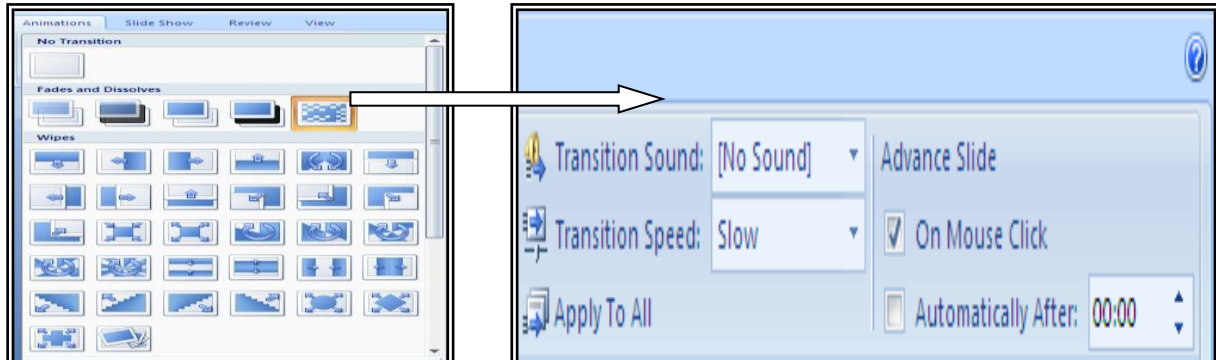 Animations Slide Show Review View
No Transition
Fades and Dissolves
Wipes
Transition Sound: [No Sound] Advance Slide
Transition Speed: Slow On Mouse Click
Apply To All Automatically After: 00:00